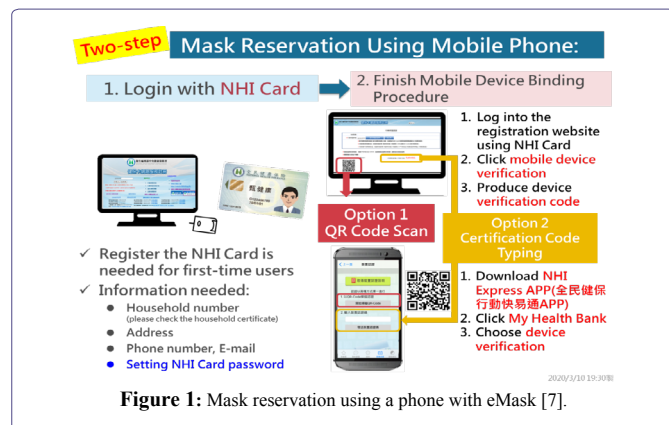 Two-step
Mask Reservation Using Mobile Phone:
1. Login with NHI Card
2. Finish Mobile Device Binding
Procedure
1. Log into the
registration website
using NHI Card
2. Click mobile device
verification
3. Produce device
verification code
Option 1
QR Code Scan
Option 2
Certification Code
Typing
✓ Register the NHI Card is
needed for first-time users
✓ Information needed:
● Household number
(please check the household certificate)
● Address
● Phone number, E-mail
● Setting NHI Card password
1. Download NHI
Express APP(全民健保
行動快易通APP)
2. Click My Health Bank
3. Choose device
verification
2020/3/10 19:30版
Figure 1: Mask reservation using a phone with eMask [7].